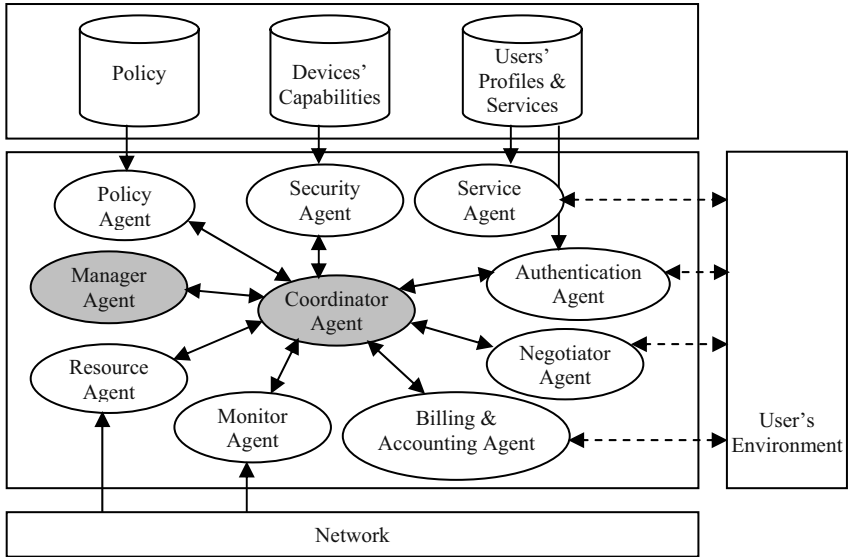 Policy
Devices'
Capabilities
Users'
Profiles &
Services
Policy
Agent
Security
Agent
Service
Agent
Manager
Agent
Coordinator
Agent
Authentication
Agent
Resource
Agent
Monitor
Agent
Billing &
Accounting Agent
Negotiator
Agent
User's
Environment
Network